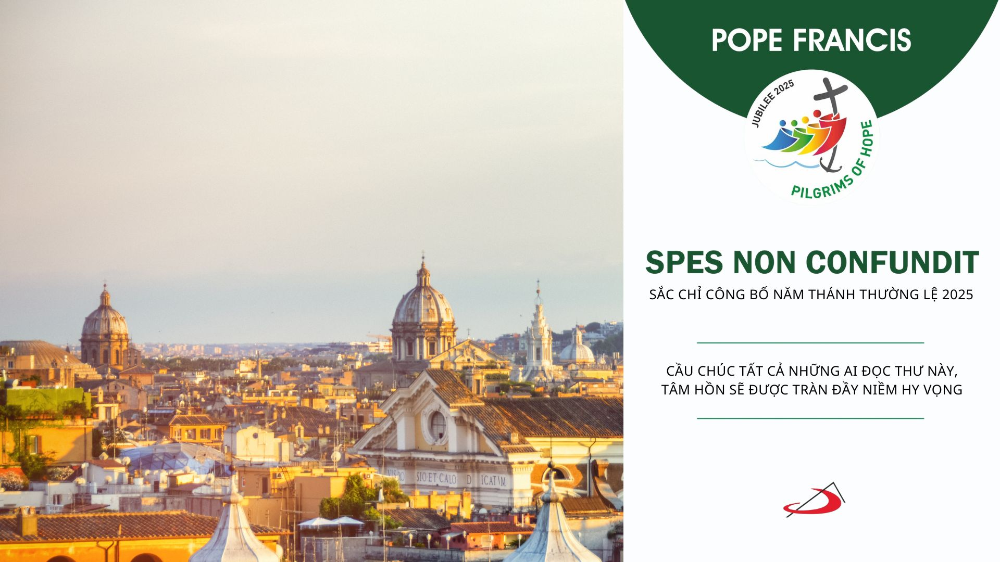 POPE FRANCIS
JUBILEE 2025
PILGRIMS OF HOPE
SPES NON CONFUNDIT
SẮC CHỈ CÔNG BỐ NĂM THÁNH THƯỜNG LỆ 2025
CẦU CHÚC TẤT CẢ NHỮNG AI ĐỌC THƯ NÀY,
TÂM HỒN SẼ ĐƯỢC TRÀN ĐẦY NIỀM HY VỌNG
SIO·ET·CALO D ICATVM